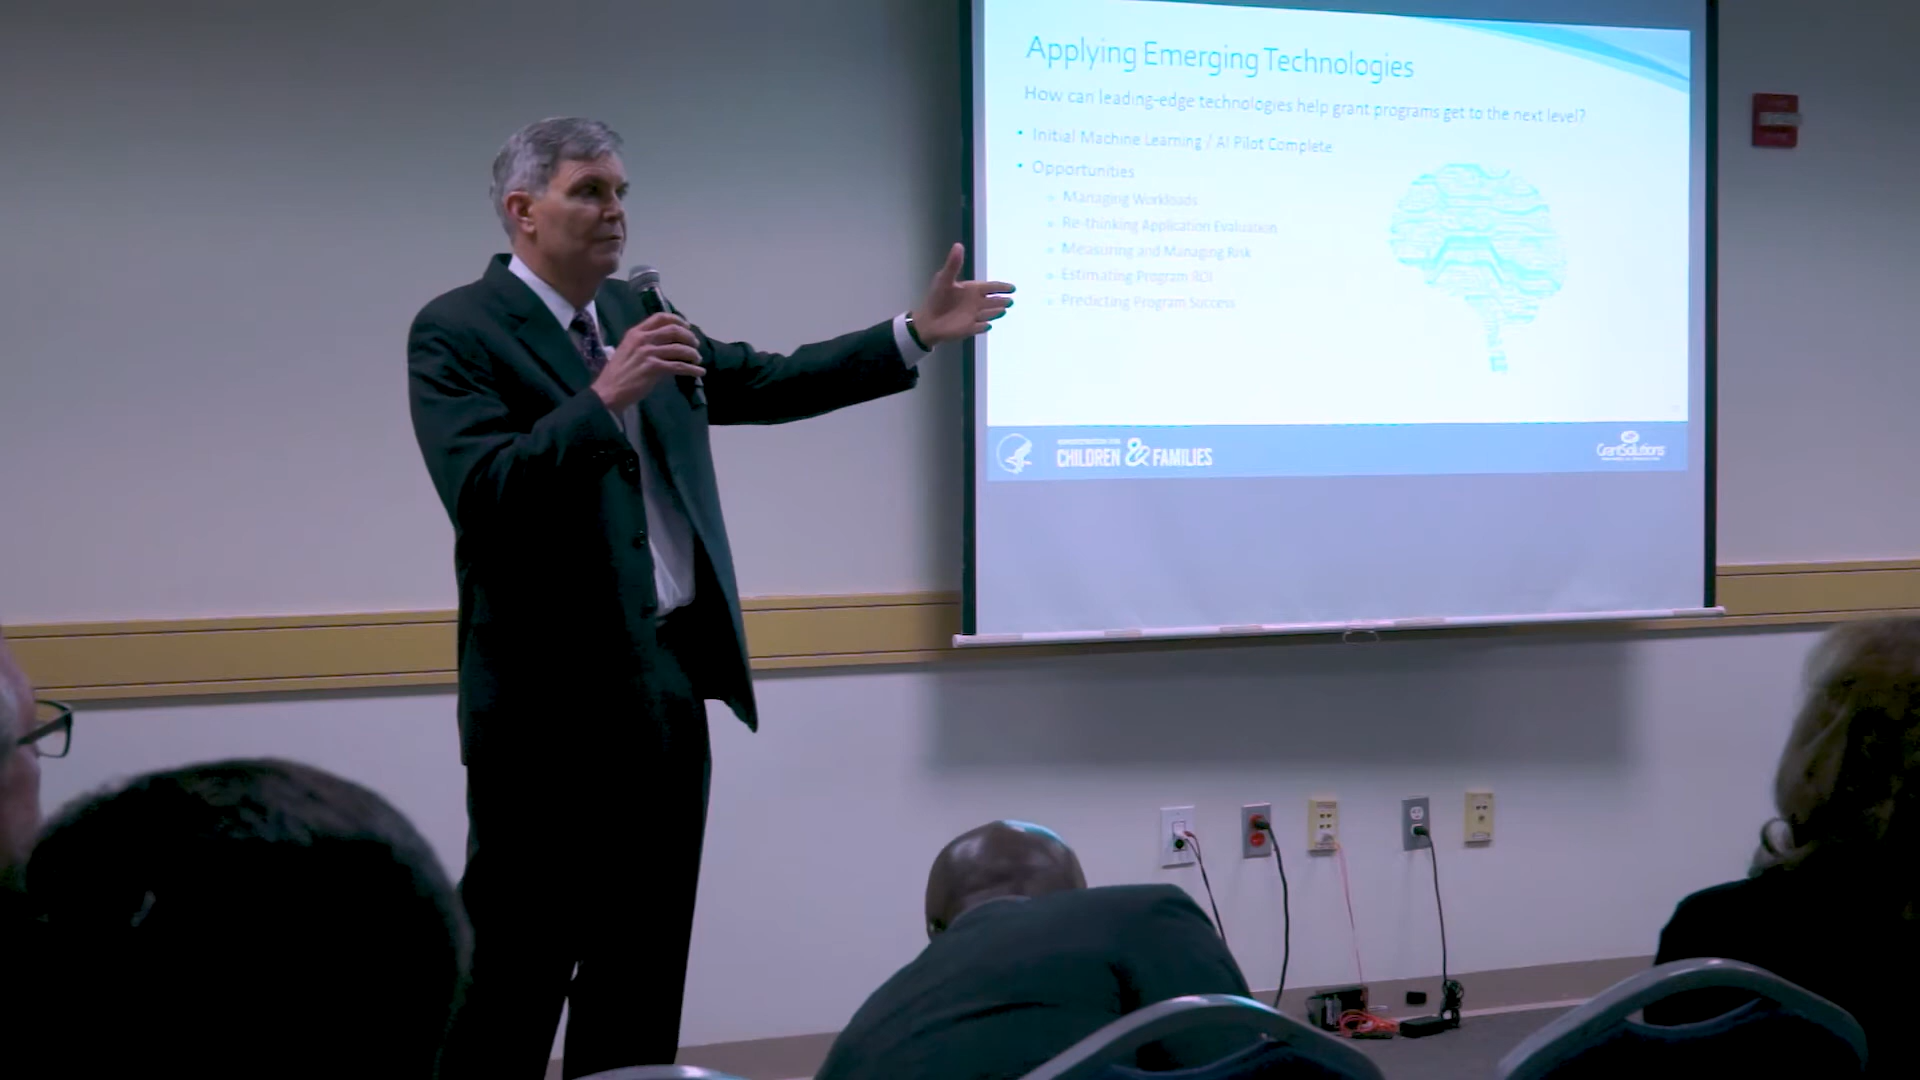 Applying Emerging Technologies
How can leading-edge technologies help grant programs get to the next level?
• Initial Machine Learning / AI Pilot Complete
• Opportunities
» Managing Workloads
» Re-thinking Application Evaluation
» Measuring and Managing Risk
» Estimating Program ROI
» Predicting Program Success
ADMINISTRATION FOR
CHILDREN & FAMILIES
GrantSolutions